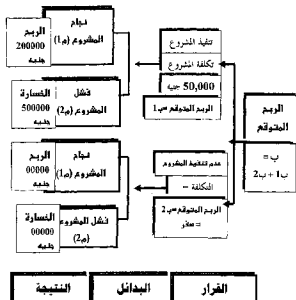 الربح
المتوقع
ب =
ب1 + ب2
تنفيذ المشروع
تكلفة المشروع
50,000 جنيه
الربح المتوقع ب1
نجاح
المشروع (م1)
الربح
200000
جنيه
فشل
المشروع (م2)
الخسارة
500000
جنيه
عدم تنفيذ المشروع
التكلفة –
الربح المتوقع ب2
= صفر
نجاح
المشروع (م1)
الربح
00000
جنيه
فشل المشروع
(م2)
الخسارة
00000
جنيه
القرار
البدائل
النتيجة